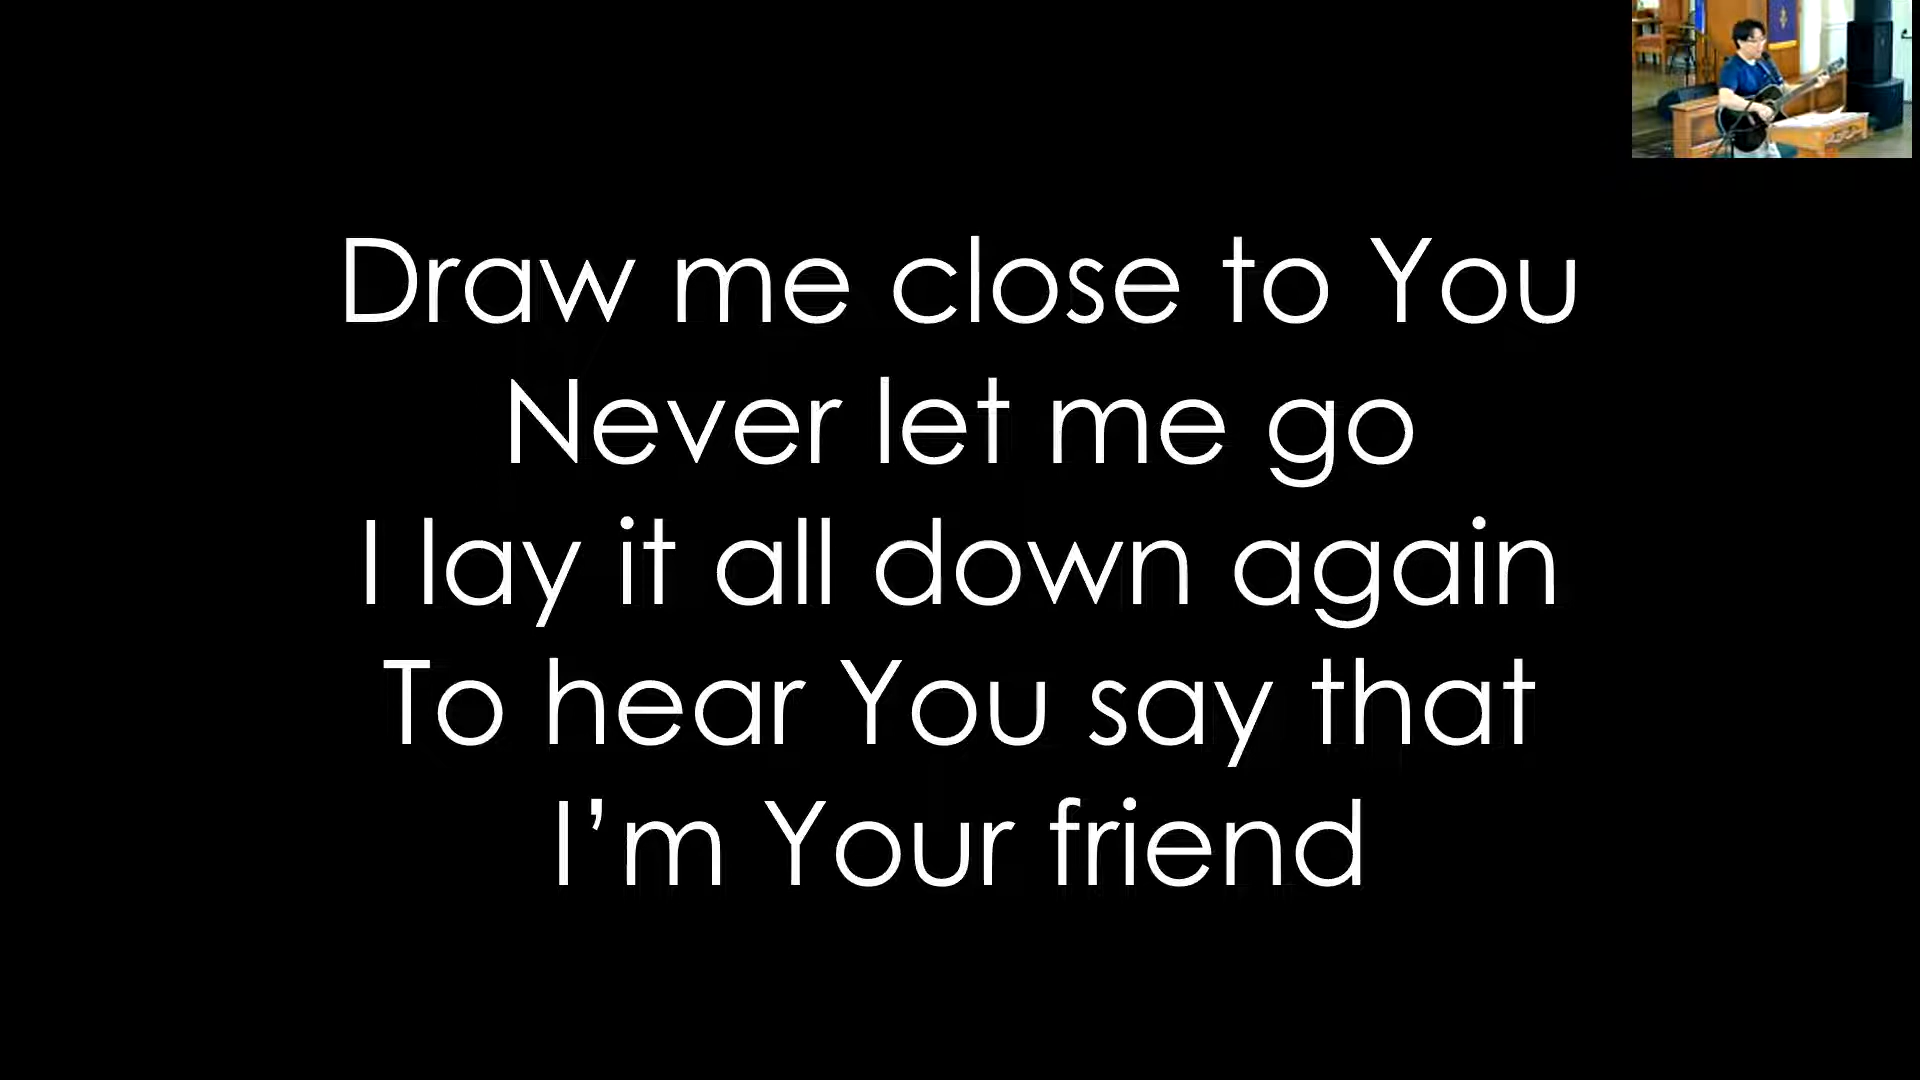 Draw me close to You
Never let me go
I lay it all down again
To hear You say that
I’m Your friend